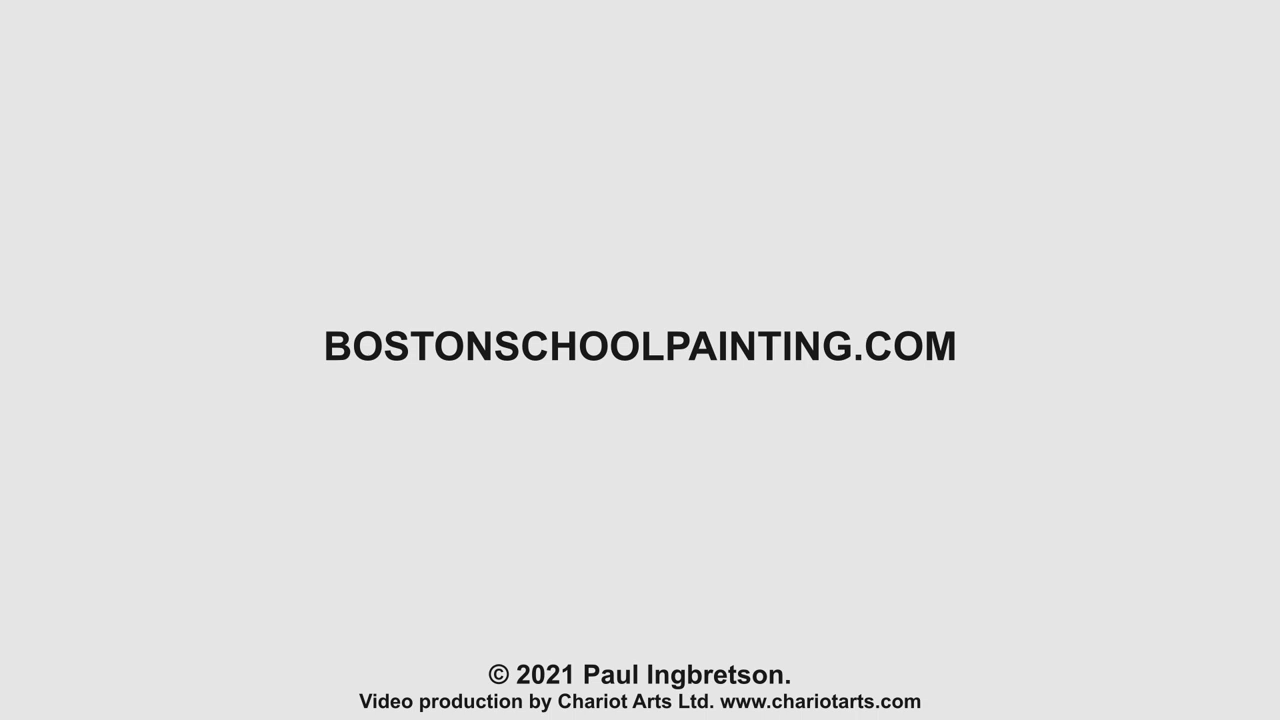 BOSTONSCHOOLPAINTING.COM
© 2021 Paul Ingbretson.
Video production by Chariot Arts Ltd. www.chariotarts.com